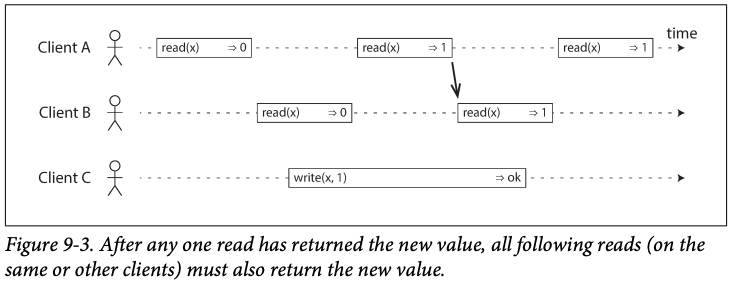 time
Client A read(x) ⇒ 0 read(x) ⇒ 1 read(x) ⇒ 1
Client B read(x) ⇒ 0 read(x) ⇒ 1
Client C write(x, 1) ⇒ ok
Figure 9-3. After any one read has returned the new value, all following reads (on the
same or other clients) must also return the new value.